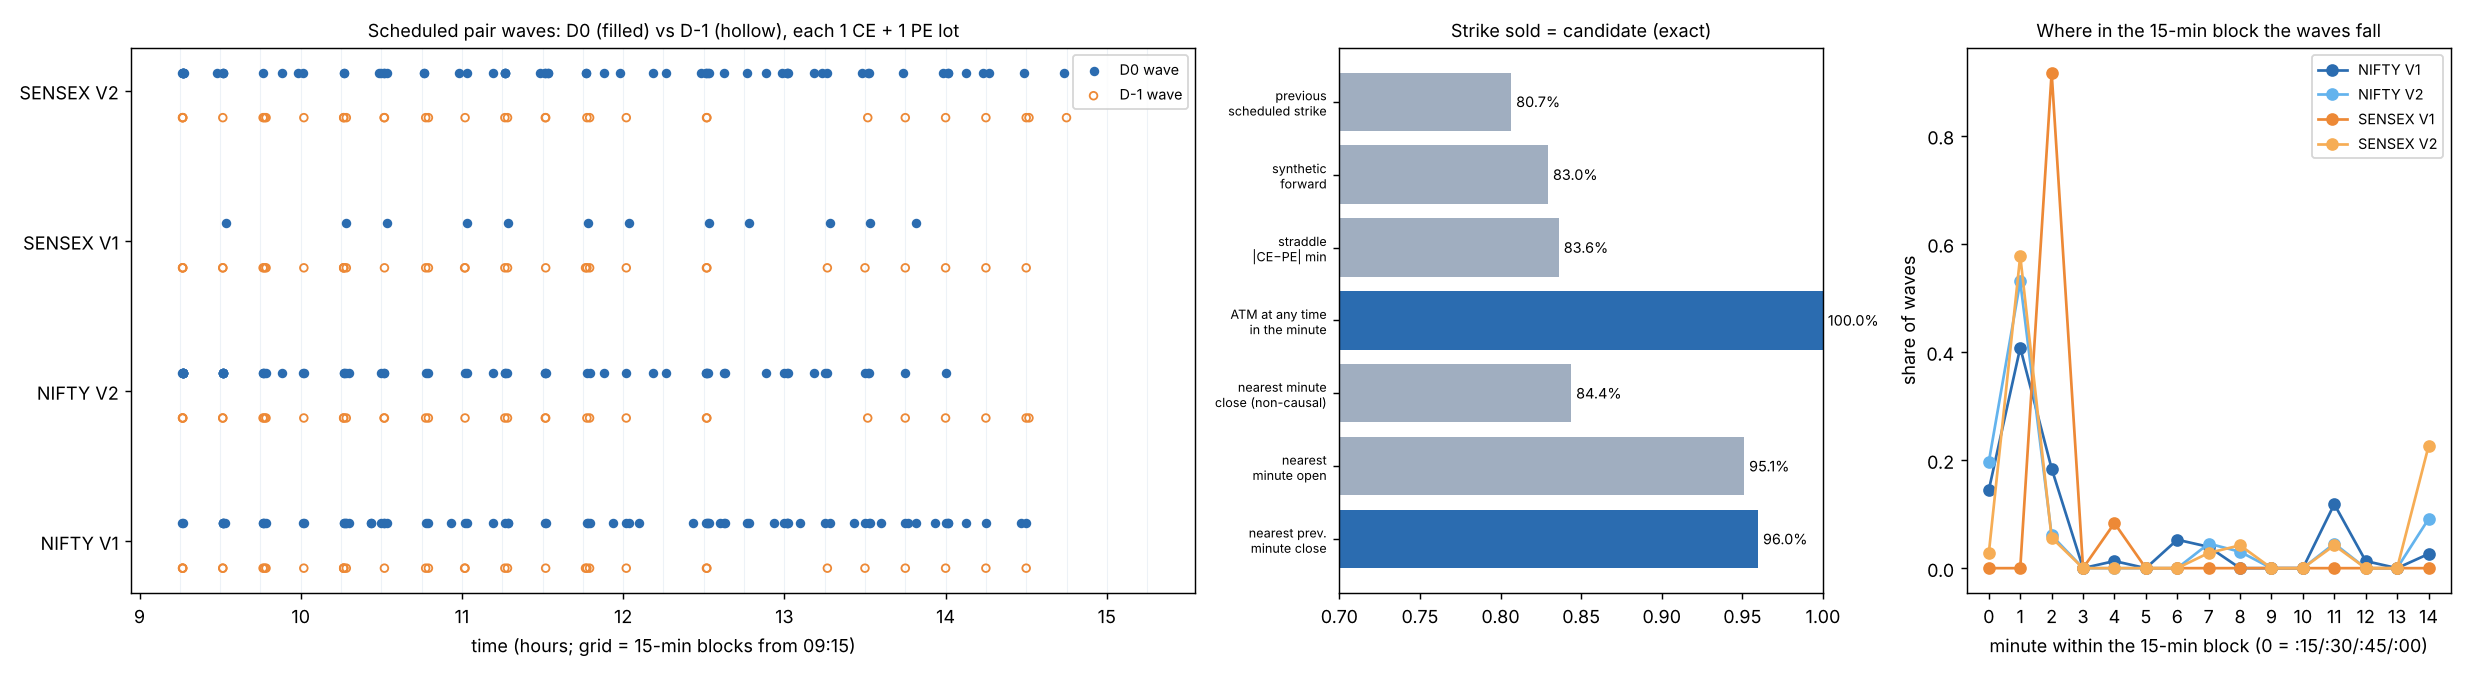 Scheduled pair waves: D0 (filled) vs D-1 (hollow), each 1 CE + 1 PE lot
D0 wave
D-1 wave
SENSEX V2
SENSEX V1
NIFTY V2
NIFTY V1
9 10 11 12 13 14 15
time (hours; grid = 15-min blocks from 09:15)
Strike sold = candidate (exact)
previous
scheduled strike
80.7%
synthetic
forward
83.0%
straddle
|CE−PE| min
83.6%
ATM at any time
in the minute
100.0%
nearest minute
close (non-causal)
84.4%
nearest
minute open
95.1%
nearest prev.
minute close
96.0%
0.70 0.75 0.80 0.85 0.90 0.95 1.00
Where in the 15-min block the waves fall
NIFTY V1
NIFTY V2
SENSEX V1
SENSEX V2
share of waves
0.8
0.6
0.4
0.2
0.0
0 1 2 3 4 5 6 7 8 9 10 11 12 13 14
minute within the 15-min block (0 = :15/:30/:45/:00)